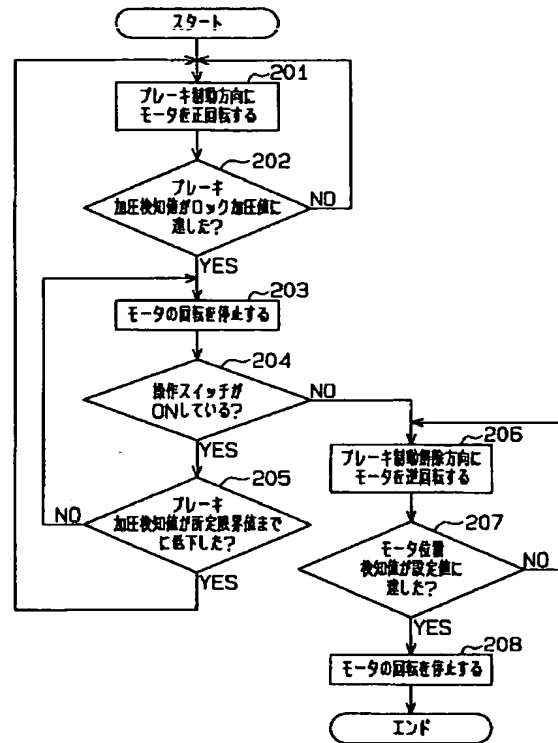 スタート
201
ブレーキ制動方向に
モータを正回転する
202
ブレーキ
加圧検知値がロック加圧値に
達した?
NO
YES
203
モータの回転を停止する
204
操作スイッチが
ONしている?
NO
YES
205
ブレーキ
加圧検知値が所定限界値まで
に低下した?
NO
YES
206
ブレーキ制動解除方向に
モータを逆回転する
207
モータ位置
検知値が設定値に
達した?
NO
YES
208
モータの回転を停止する
エンド